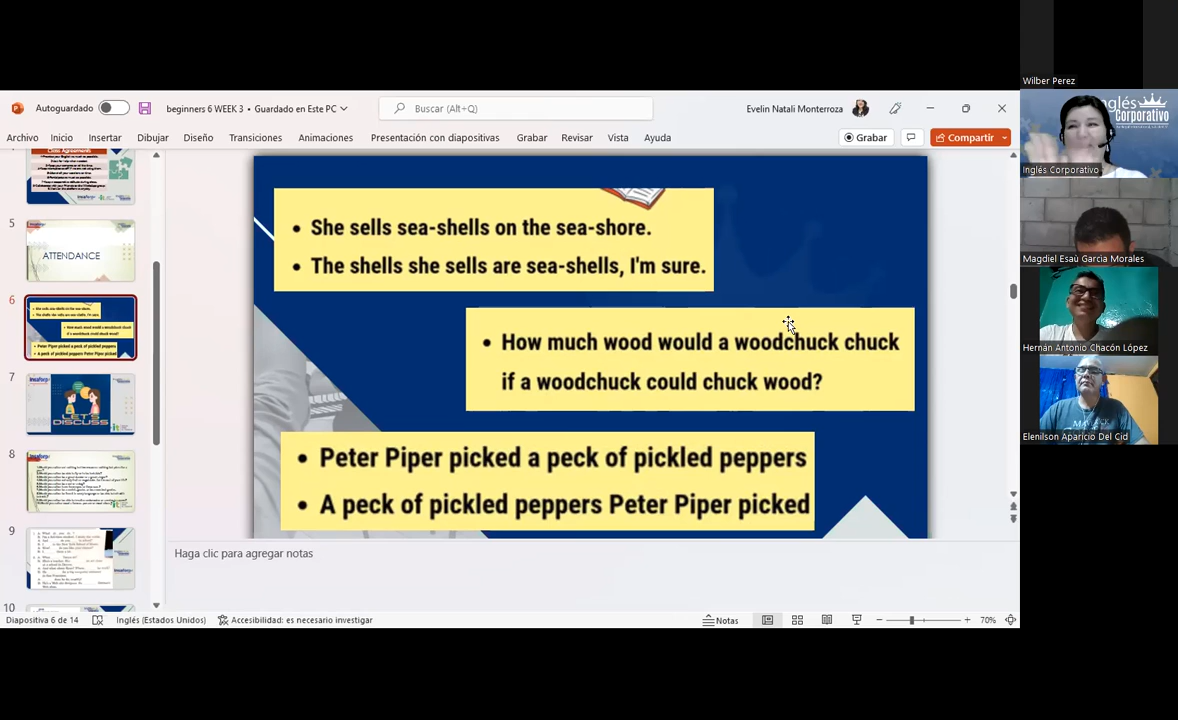 Wilber Perez
Autoguardado
beginners 6 WEEK 3 • Guardado en Este PC
Buscar (Alt+Q)
Evelin Natali Monterroza
Inglés
Corporativo
Archivo Inicio Insertar Dibujar Diseño Transiciones Animaciones Presentación con diapositivas Grabar Revisar Vista Ayuda
Grabar
Compartir
Inglés Corporativo
Class Agreements
5
ATTENDANCE
6
7
LET'S
DISCUSS
8
9
10
• She sells sea-shells on the sea-shore.
• The shells she sells are sea-shells, I'm sure.
• How much wood would a woodchuck chuck
if a woodchuck could chuck wood?
• Peter Piper picked a peck of pickled peppers
• A peck of pickled peppers Peter Piper picked
Magdiel Esaú Garcia Morales
Hernán Antonio Chacón López
Elenilson Aparicio Del Cid
Haga clic para agregar notas
Diapositiva 6 de 14
Inglés (Estados Unidos)
Accesibilidad: es necesario investigar
Notas
70%